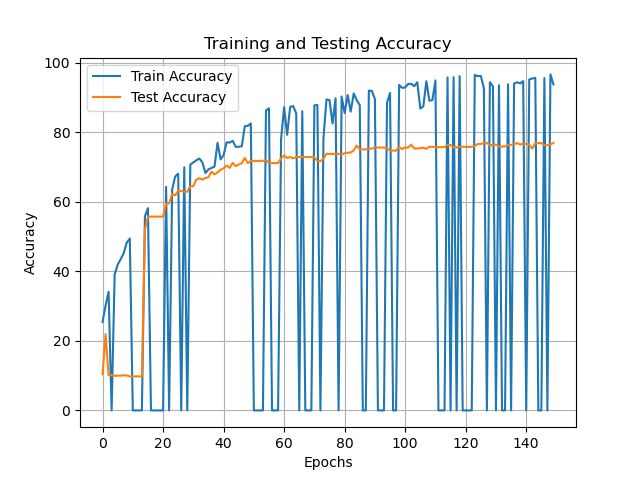 Training and Testing Accuracy
Train Accuracy
Test Accuracy
100
80
60
40
20
0
Accuracy
0 20 40 60 80 100 120 140
Epochs